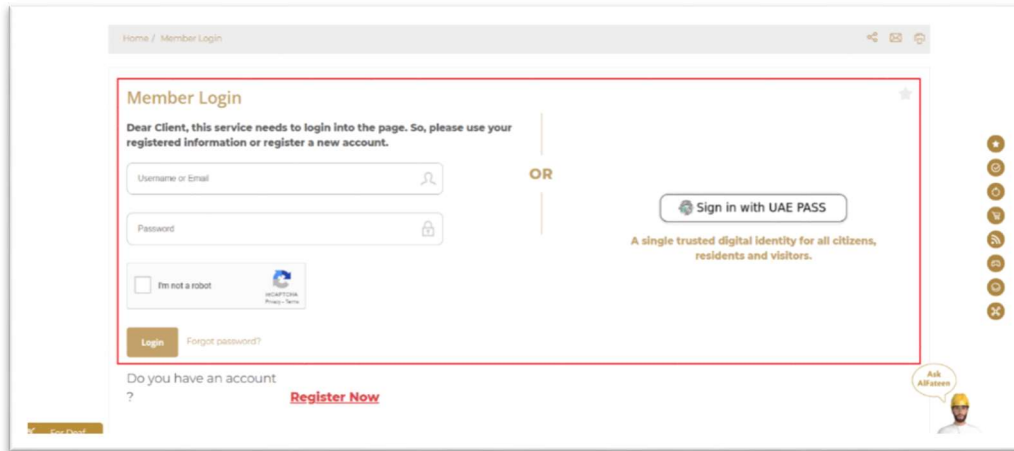 Home / Member Login
Member Login
Dear Client, this service needs to login into the page. So, please use your
registered information or register a new account.
Username or Email
Password
I'm not a robot
reCAPTCHA
Privacy - Terms
Login
Forgot password?
OR
Sign in with UAE PASS
A single trusted digital identity for all citizens,
residents and visitors.
Do you have an account
?
Register Now
Ask
AlFateen
For Deaf